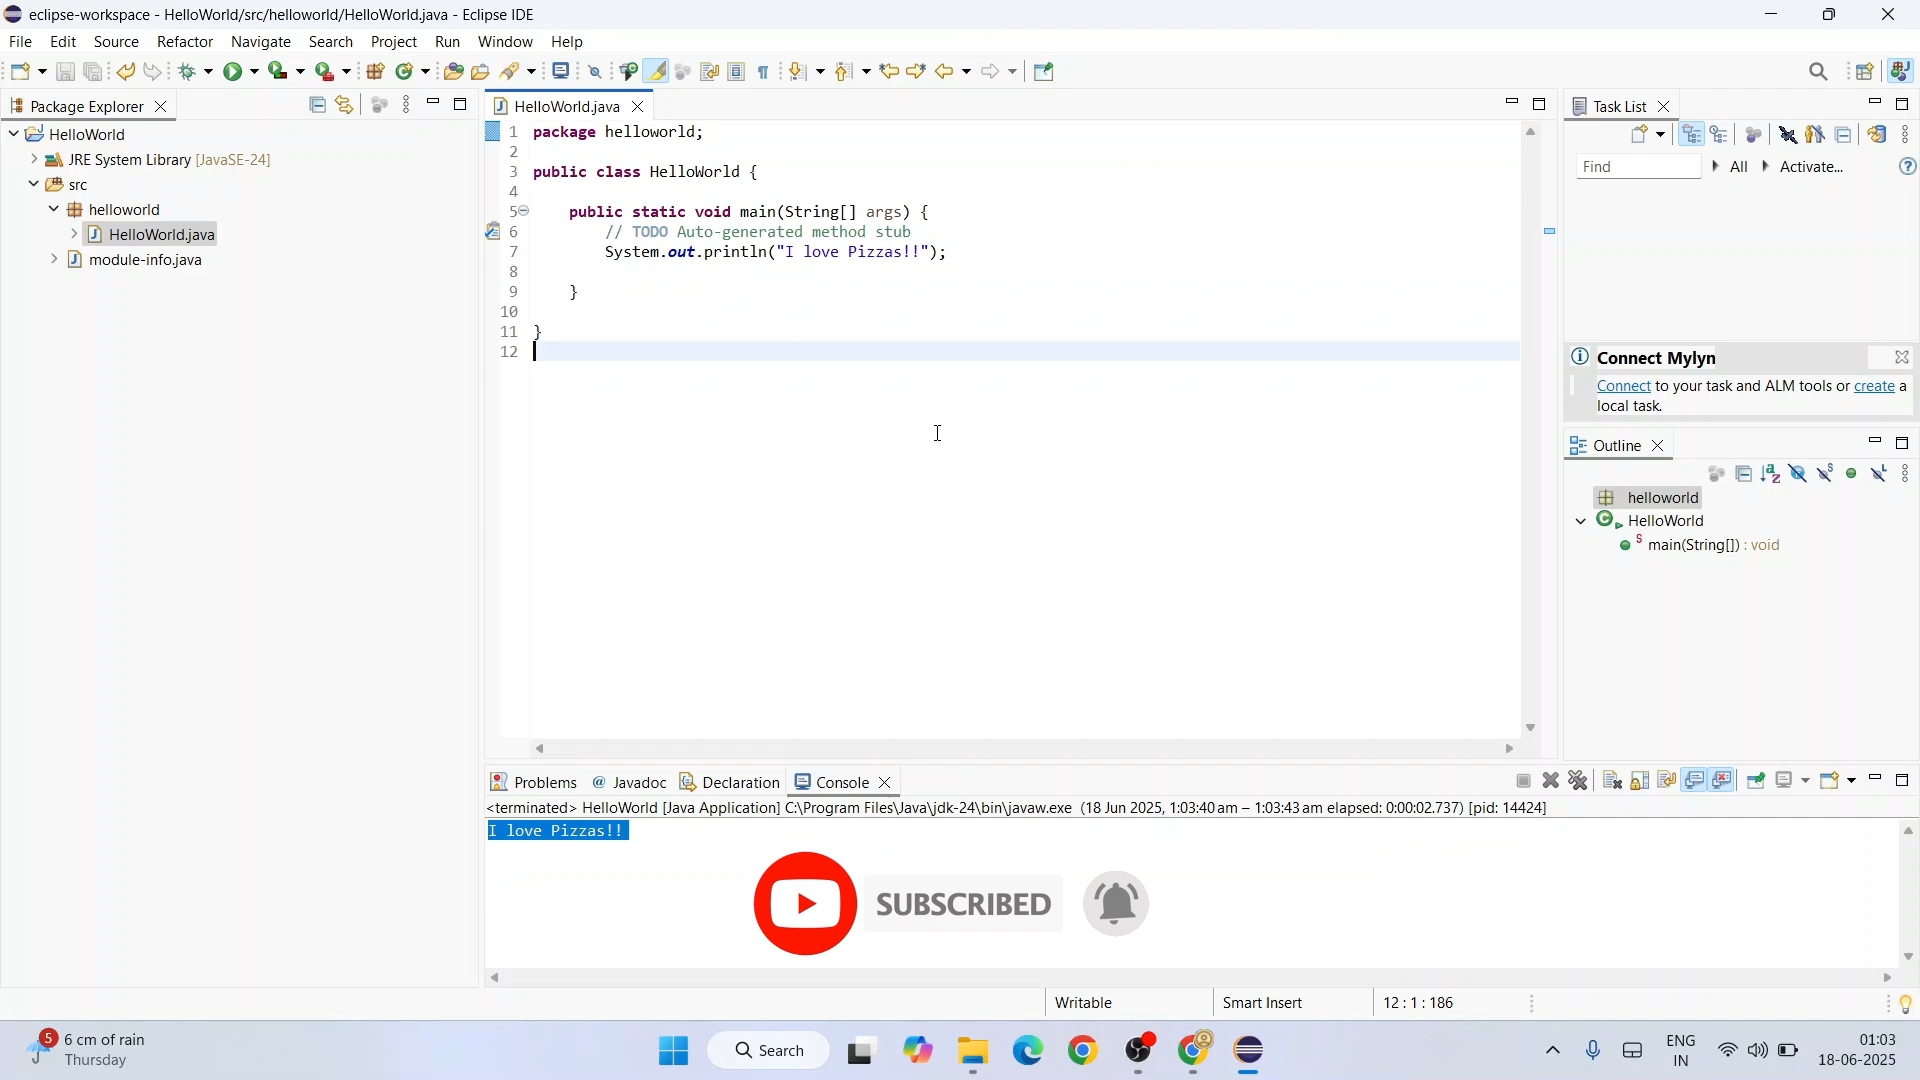 eclipse-workspace - HelloWorld/src/helloworld/HelloWorld.java - Eclipse IDE
File Edit Source Refactor Navigate Search Project Run Window Help
Package Explorer
HelloWorld
JRE System Library [JavaSE-24]
src
helloworld
HelloWorld.java
module-info.java
HelloWorld.java
1 package helloworld;
2
3 public class HelloWorld {
4
5 public static void main(String[] args) {
6 // TODO Auto-generated method stub
7 System.out.println("I love Pizzas!!");
8
9 }
10
11 }
12
Task List
Find All Activate...
Connect Mylyn
Connect to your task and ALM tools or create a
local task.
Outline
helloworld
HelloWorld
main(String[]) : void
Problems @ Javadoc Declaration Console
<terminated> HelloWorld [Java Application] C:\Program Files\Java\jdk-24\bin\javaw.exe (18 Jun 2025, 1:03:40 am – 1:03:43 am elapsed: 0:00:02.737) [pid: 14424]
I love Pizzas!!
SUBSCRIBED
Writable Smart Insert 12 : 1 : 186
5
6 cm of rain
Thursday
Search
ENG
IN
01:03
18-06-2025